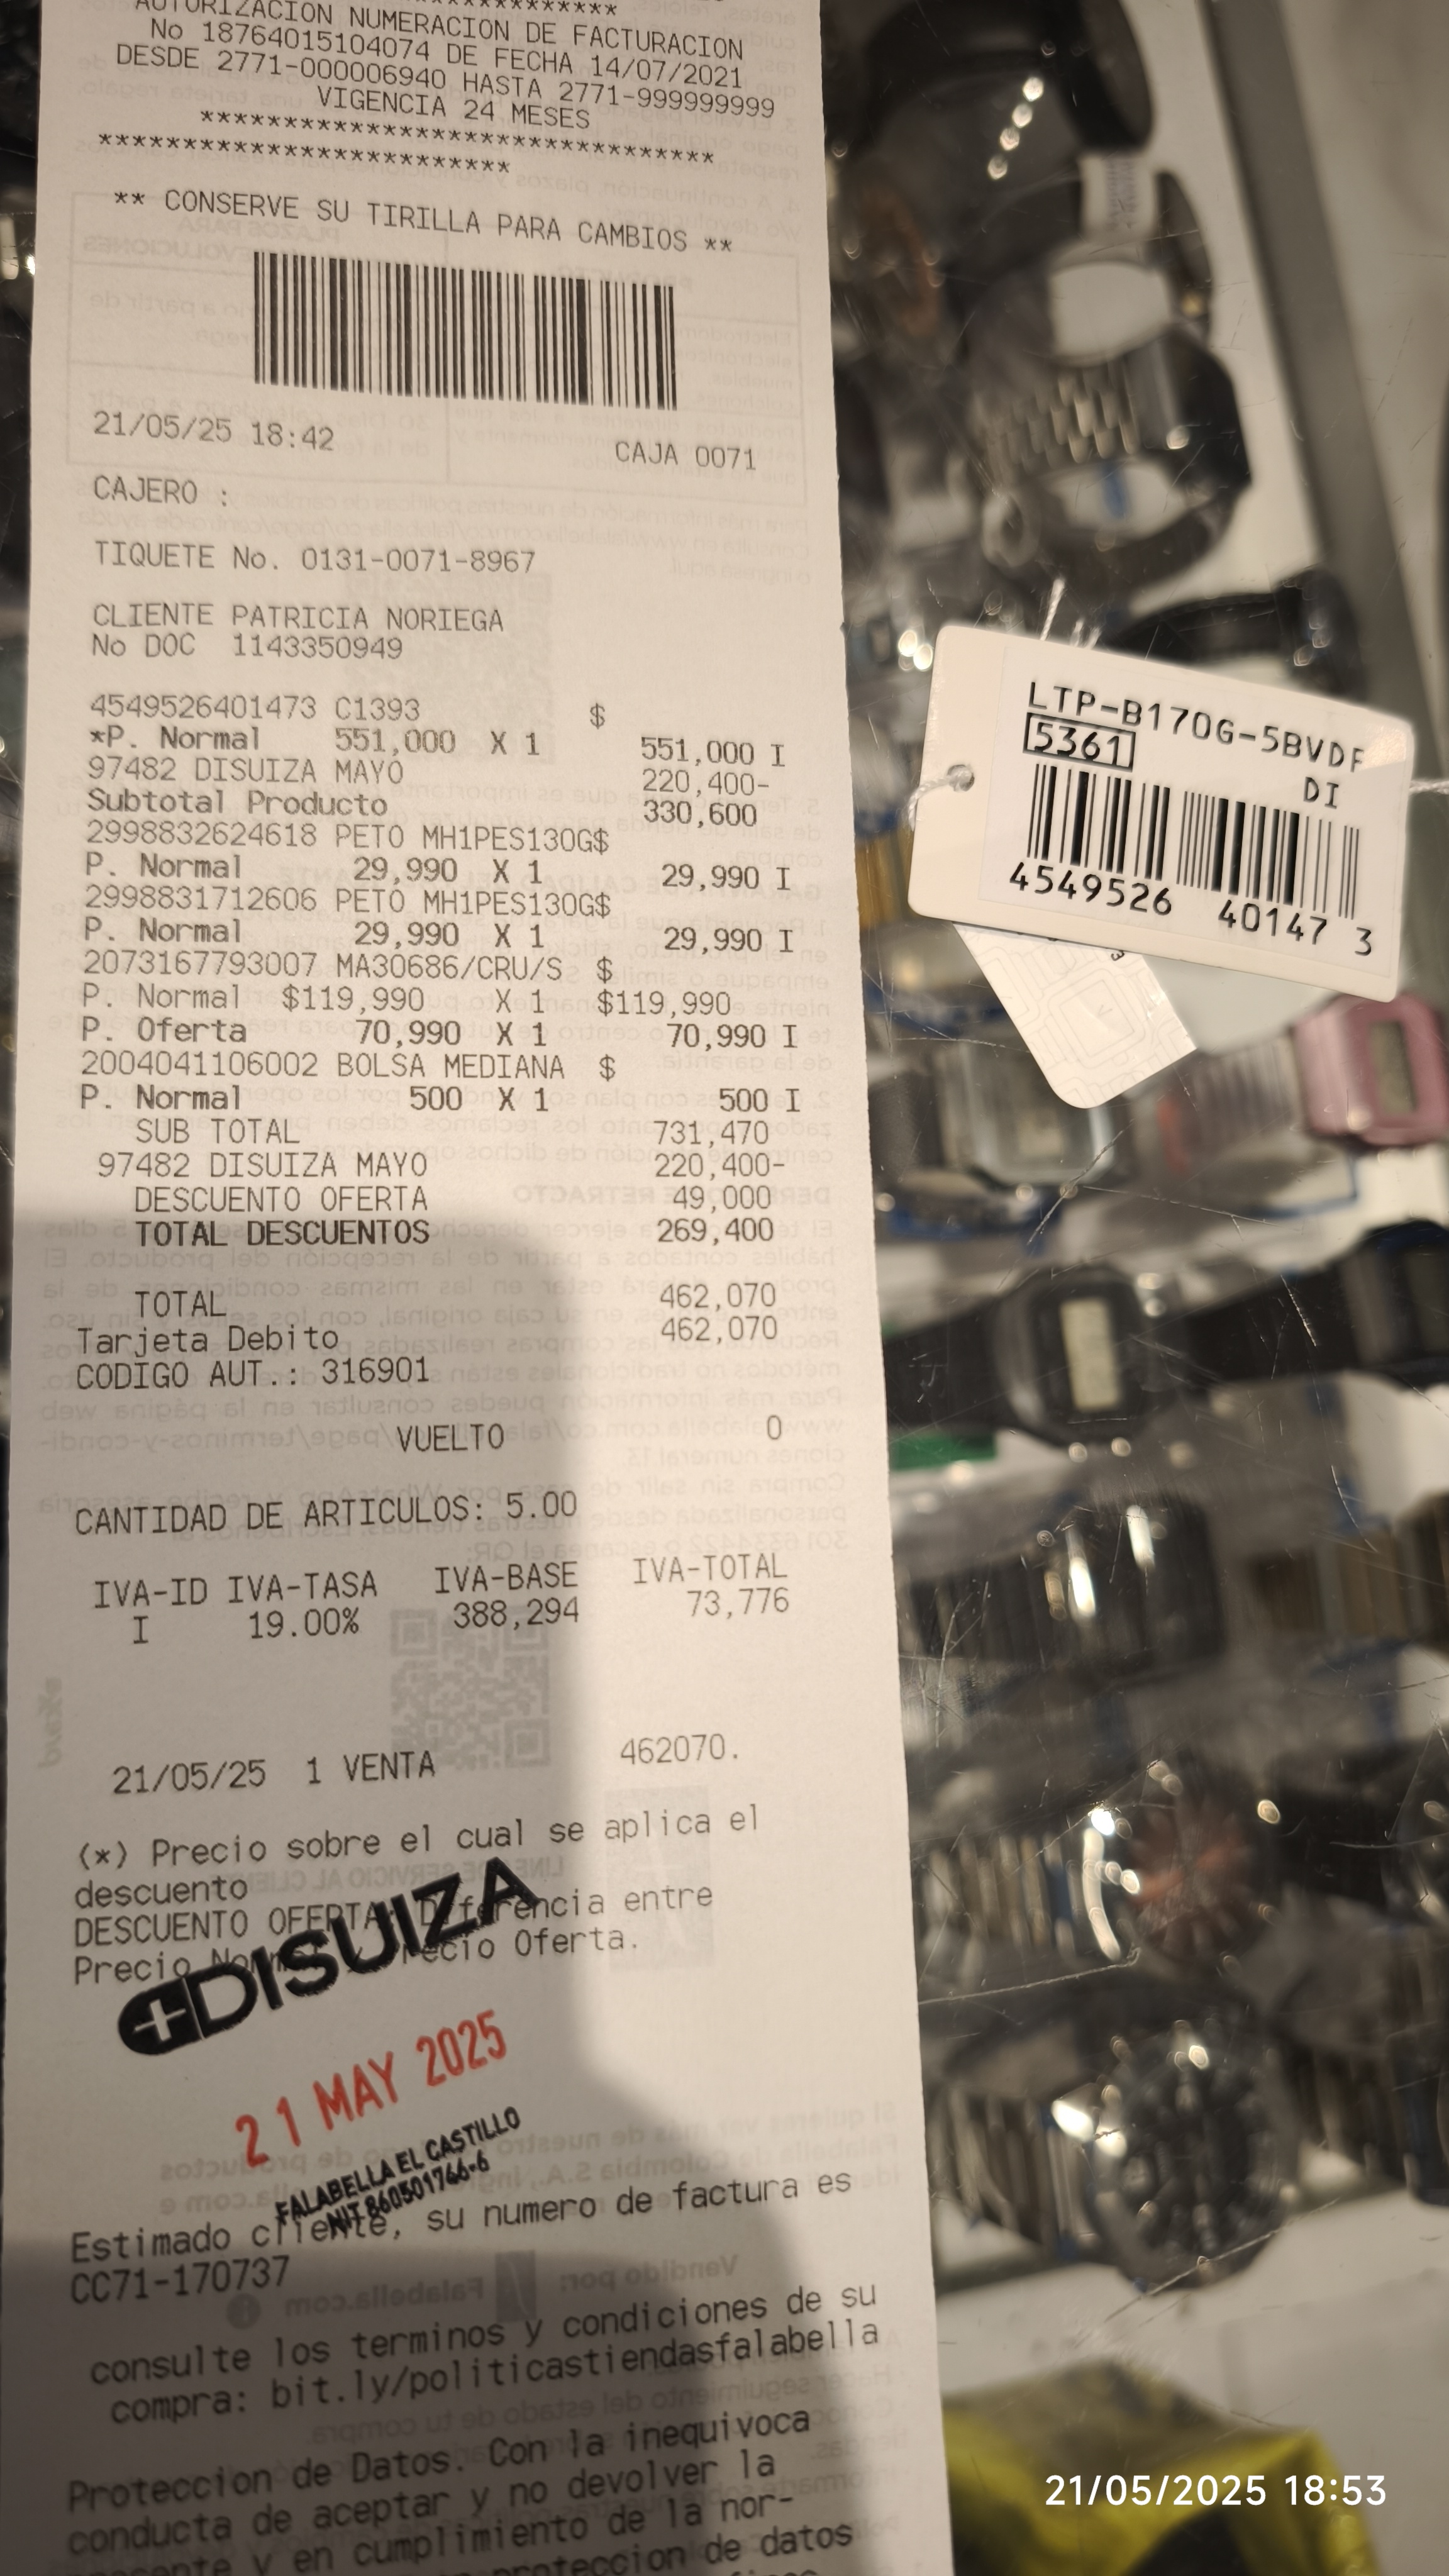 AUTORIZACION NUMERACION DE FACTURACION
No 18764015104074 DE FECHA 14/07/2021
DESDE 2771-000006940 HASTA 2771-999999999
VIGENCIA 24 MESES
*******************************
*************************
** CONSERVE SU TIRILLA PARA CAMBIOS **
21/05/25 18:42 CAJA 0071
CAJERO :
TIQUETE No. 0131-0071-8967
CLIENTE PATRICIA NORIEGA
No DOC 1143350949
4549526401473 C1393 $
*P. Normal 551,000 X 1 551,000 I
97482 DISUIZA MAYO 220,400-
Subtotal Producto 330,600
2998832624618 PETO MH1PES130G$
P. Normal 29,990 X 1 29,990 I
2998831712606 PETO MH1PES130G$
P. Normal 29,990 X 1 29,990 I
2073167793007 MA30686/CRU/S $
P. Normal $119,990 X 1 $119,990
P. Oferta 70,990 X 1 70,990 I
2004041106002 BOLSA MEDIANA $
P. Normal 500 X 1 500 I
SUB TOTAL 731,470
97482 DISUIZA MAYO 220,400-
DESCUENTO OFERTA 49,000
TOTAL DESCUENTOS 269,400
TOTAL 462,070
Tarjeta Debito 462,070
CODIGO AUT.: 316901
VUELTO 0
CANTIDAD DE ARTICULOS: 5.00
IVA-ID IVA-TASA IVA-BASE IVA-TOTAL
I 19.00% 388,294 73,776
21/05/25 1 VENTA 462070.
(*) Precio sobre el cual se aplica el
descuento
DESCUENTO OFERTA: Diferencia entre
Precio Normal y Precio Oferta.
DISUIZA
21 MAY 2025
FALABELLA EL CASTILLO
NIT 860501766-6
Estimado cliente, su numero de factura es
CC71-170737
consulte los terminos y condiciones de su
compra: bit.ly/politicastiendasfalabella
Proteccion de Datos. Con la inequivoca
conducta de aceptar y no devolver la
y en cumplimiento de la nor-
proteccion de datos
LTP-B170G-5BVDF
5361
DI
4549526 40147 3
21/05/2025 18:53